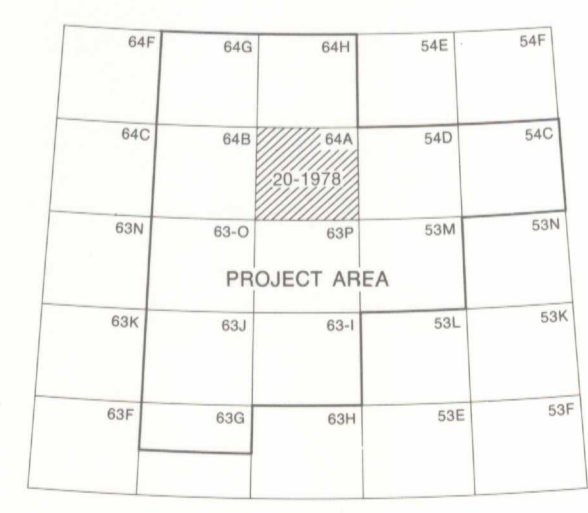 64F 64G 64H 54E 54F
64C 64B 64A 54D 54C
20-1978
63N 63-O 63P 53M 53N
PROJECT AREA
63K 63J 63-I 53L 53K
63F 63G 63H 53E 53F